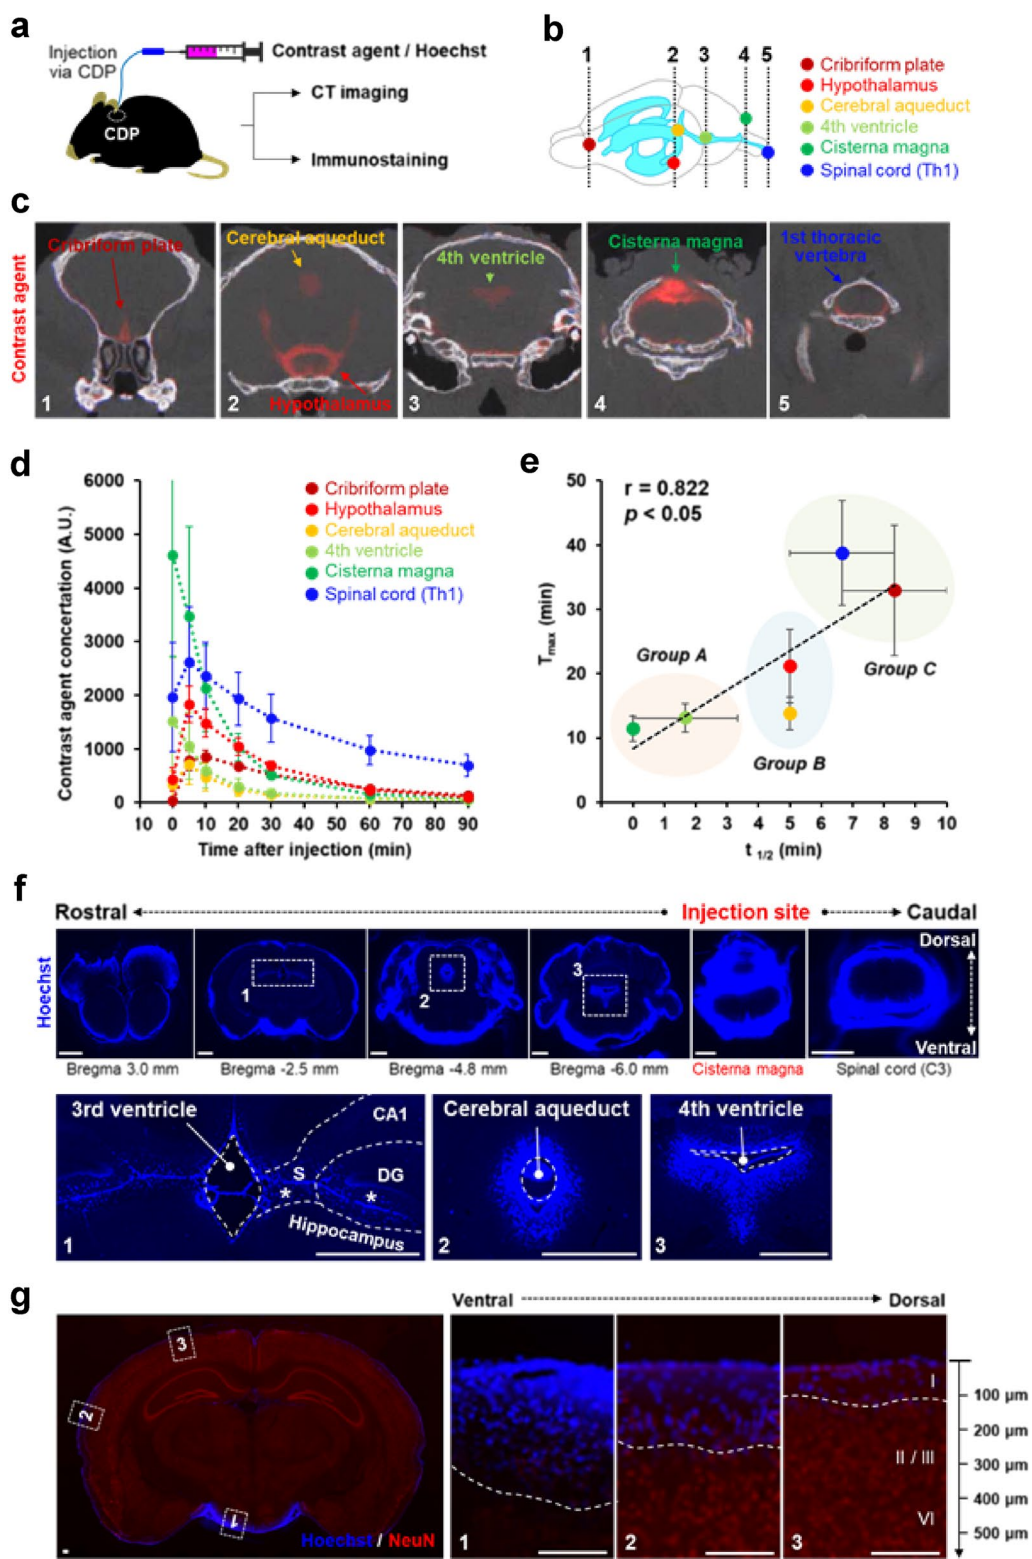 a
Injection via CDP
Contrast agent / Hoechst
CDP
CT imaging
Immunostaining
b
1 2 3 4 5
Cribriform plate
Hypothalamus
Cerebral aqueduct
4th ventricle
Cisterna magna
Spinal cord (Th1)
c
Contrast agent
Cribriform plate
1
Cerebral aqueduct
Hypothalamus
2
4th ventricle
3
Cisterna magna
4
1st thoracic
vertebra
5
d
Contrast agent concertation (A.U.)
6000
5000
4000
3000
2000
1000
0
Cribriform plate
Hypothalamus
Cerebral aqueduct
4th ventricle
Cisterna magna
Spinal cord (Th1)
10 0 10 20 30 40 50 60 70 80 90
Time after injection (min)
e
Tmax (min)
50
40
30
20
10
0
r = 0.822
p < 0.05
Group A
Group B
Group C
0 1 2 3 4 5 6 7 8 9 10
t 1/2 (min)
f
Rostral Injection site Caudal
Hoechst
1
2
3
Dorsal
Ventral
Bregma 3.0 mm
Bregma -2.5 mm
Bregma -4.8 mm
Bregma -6.0 mm
Cisterna magna
Spinal cord (C3)
3rd ventricle
CA1
S
DG
* *
Hippocampus
1
Cerebral aqueduct
2
4th ventricle
3
g
Ventral Dorsal
3
2
1
Hoechst / NeuN
1
2
3
I
II / III
VI
100 µm
200 µm
300 µm
400 µm
500 µm